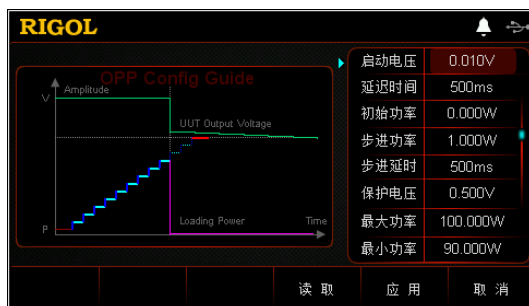 RIGOL
OPP Config Guide
Amplitude
V
UUT Output Voltage
Loading Power
Time
P
启动电压 0.010V
延迟时间 500ms
初始功率 0.000W
步进功率 1.000W
步进延时 500ms
保护电压 0.500V
最大功率 100.000W
最小功率 90.000W
读取 应用 取消